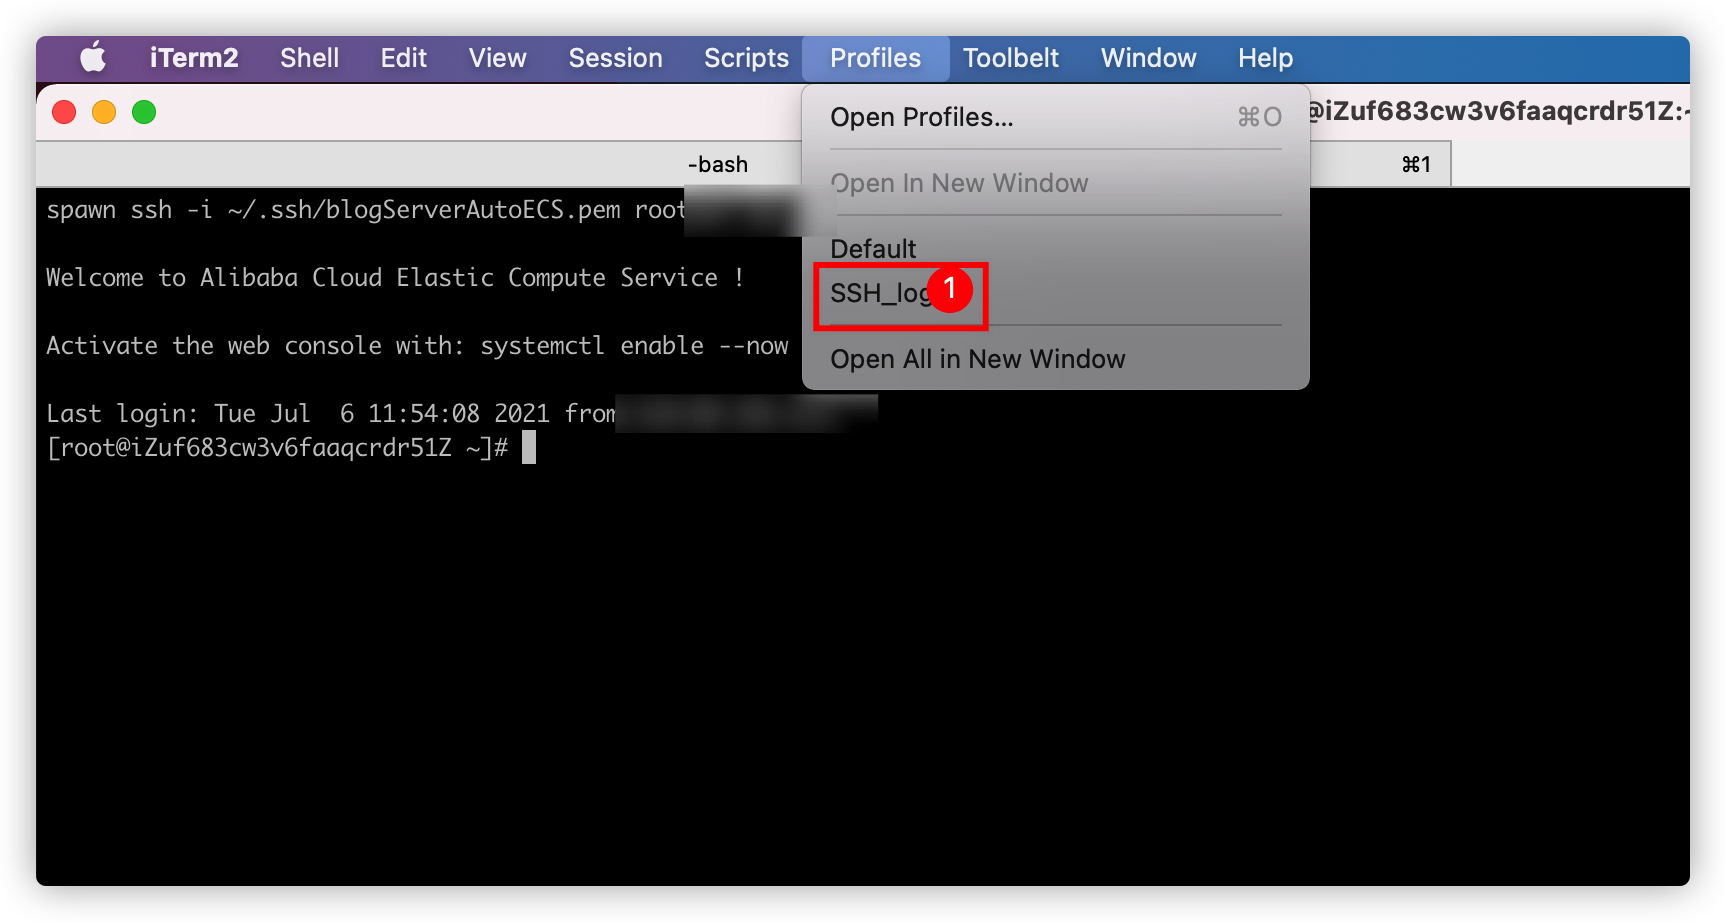 iTerm2 Shell Edit View Session Scripts Profiles Toolbelt Window Help
@iZuf683cw3v6faaqcrdr51Z:~
-bash ⌘1
Open Profiles... ⌘O
Open In New Window
Default
SSH_log
1
Open All in New Window
spawn ssh -i ~/.ssh/blogServerAutoECS.pem root
Welcome to Alibaba Cloud Elastic Compute Service !
Activate the web console with: systemctl enable --now
Last login: Tue Jul  6 11:54:08 2021 from
[root@iZuf683cw3v6faaqcrdr51Z ~]#